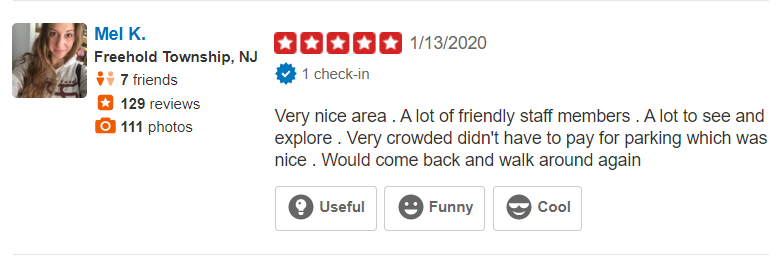 Mel K.
Freehold Township, NJ
7 friends
129 reviews
111 photos
1/13/2020
1 check-in
Very nice area . A lot of friendly staff members . A lot to see and
explore . Very crowded didn't have to pay for parking which was
nice . Would come back and walk around again
Useful
Funny
Cool